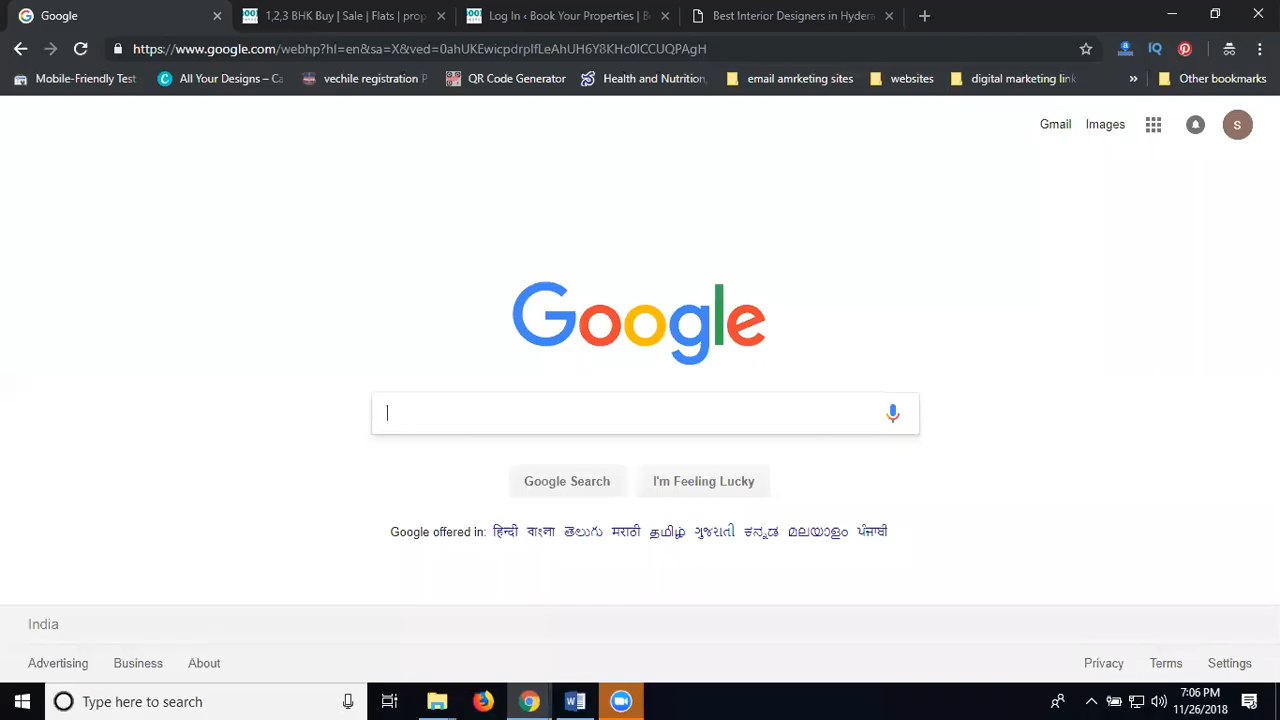 Google
1,2,3 BHK Buy | Sale | Flats | prop
Log In ‹ Book Your Properties | B
Best Interior Designers in Hydera
https://www.google.com/webhp?hl=en&sa=X&ved=0ahUKEwicpdrpIfLeAhUH6Y8KHc0ICCUQPAgH
Mobile-Friendly Test
All Your Designs – Ca
vechile registration P
QR Code Generator
Health and Nutrition,
email amrketing sites
websites
digital marketing link
»
Other bookmarks
Gmail
Images
S
Google
Google Search
I'm Feeling Lucky
Google offered in: हिन्दी বাংলা తెలుగు मराठी தமிழ் ગુજરાતી ಕನ್ನಡ മലയാളം ਪੰਜਾਬੀ
India
Advertising
Business
About
Privacy
Terms
Settings
Type here to search
7:06 PM
11/26/2018